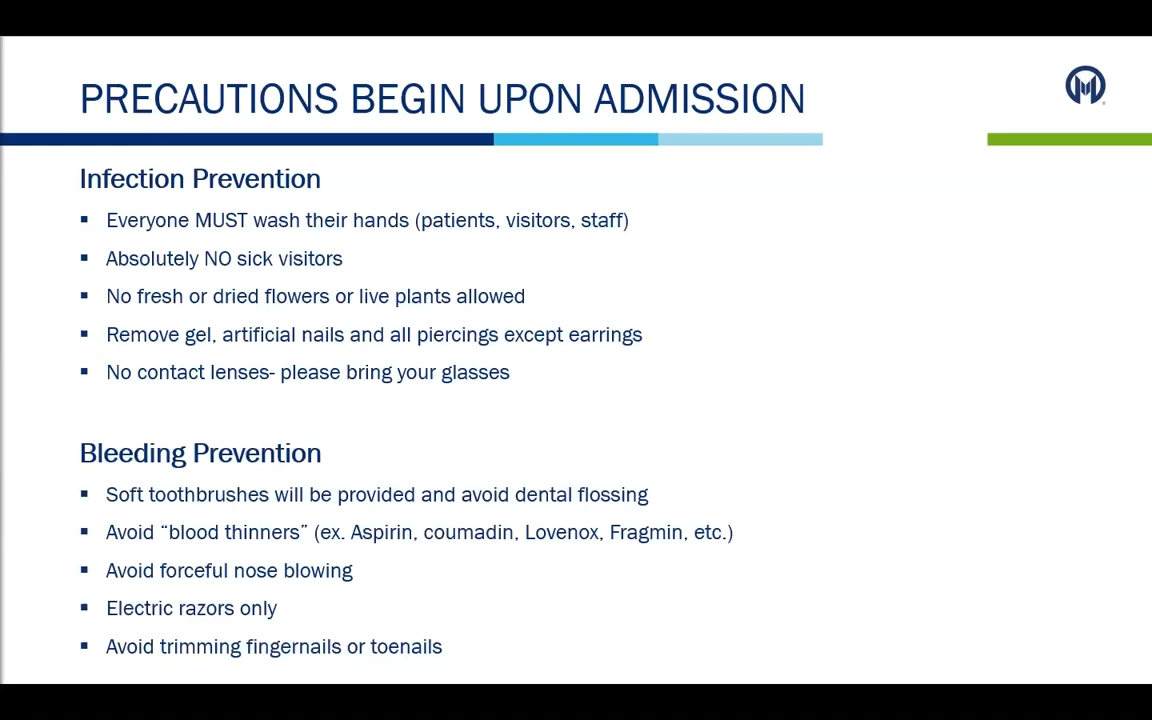 PRECAUTIONS BEGIN UPON ADMISSION
Infection Prevention
▪ Everyone MUST wash their hands (patients, visitors, staff)
▪ Absolutely NO sick visitors
▪ No fresh or dried flowers or live plants allowed
▪ Remove gel, artificial nails and all piercings except earrings
▪ No contact lenses- please bring your glasses
Bleeding Prevention
▪ Soft toothbrushes will be provided and avoid dental flossing
▪ Avoid “blood thinners” (ex. Aspirin, coumadin, Lovenox, Fragmin, etc.)
▪ Avoid forceful nose blowing
▪ Electric razors only
▪ Avoid trimming fingernails or toenails